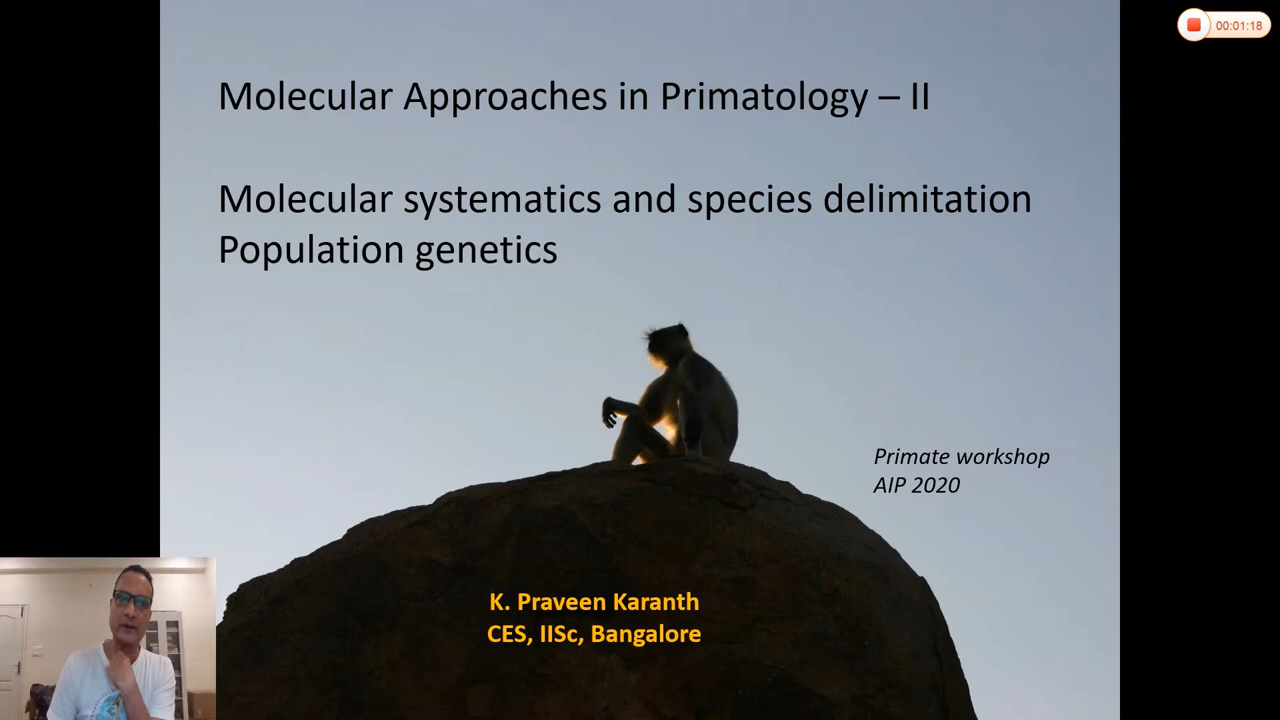 00:01:18
Molecular Approaches in Primatology – II
Molecular systematics and species delimitation
Population genetics
Primate workshop
AIP 2020
K. Praveen Karanth
CES, IISc, Bangalore